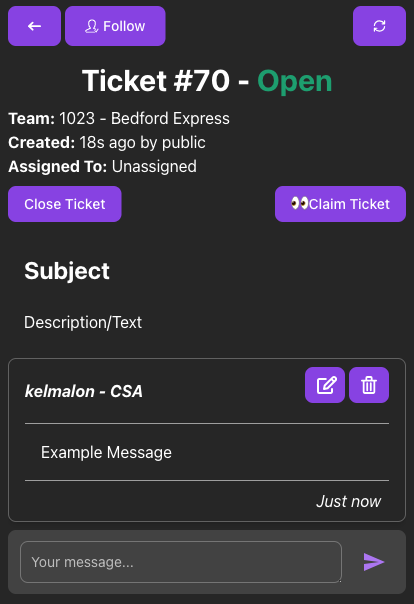 Follow
Ticket #70 - Open
Team: 1023 - Bedford Express
Created: 18s ago by public
Assigned To: Unassigned
Close Ticket
👀Claim Ticket
Subject
Description/Text
kelmalon - CSA
Example Message
Just now
Your message...